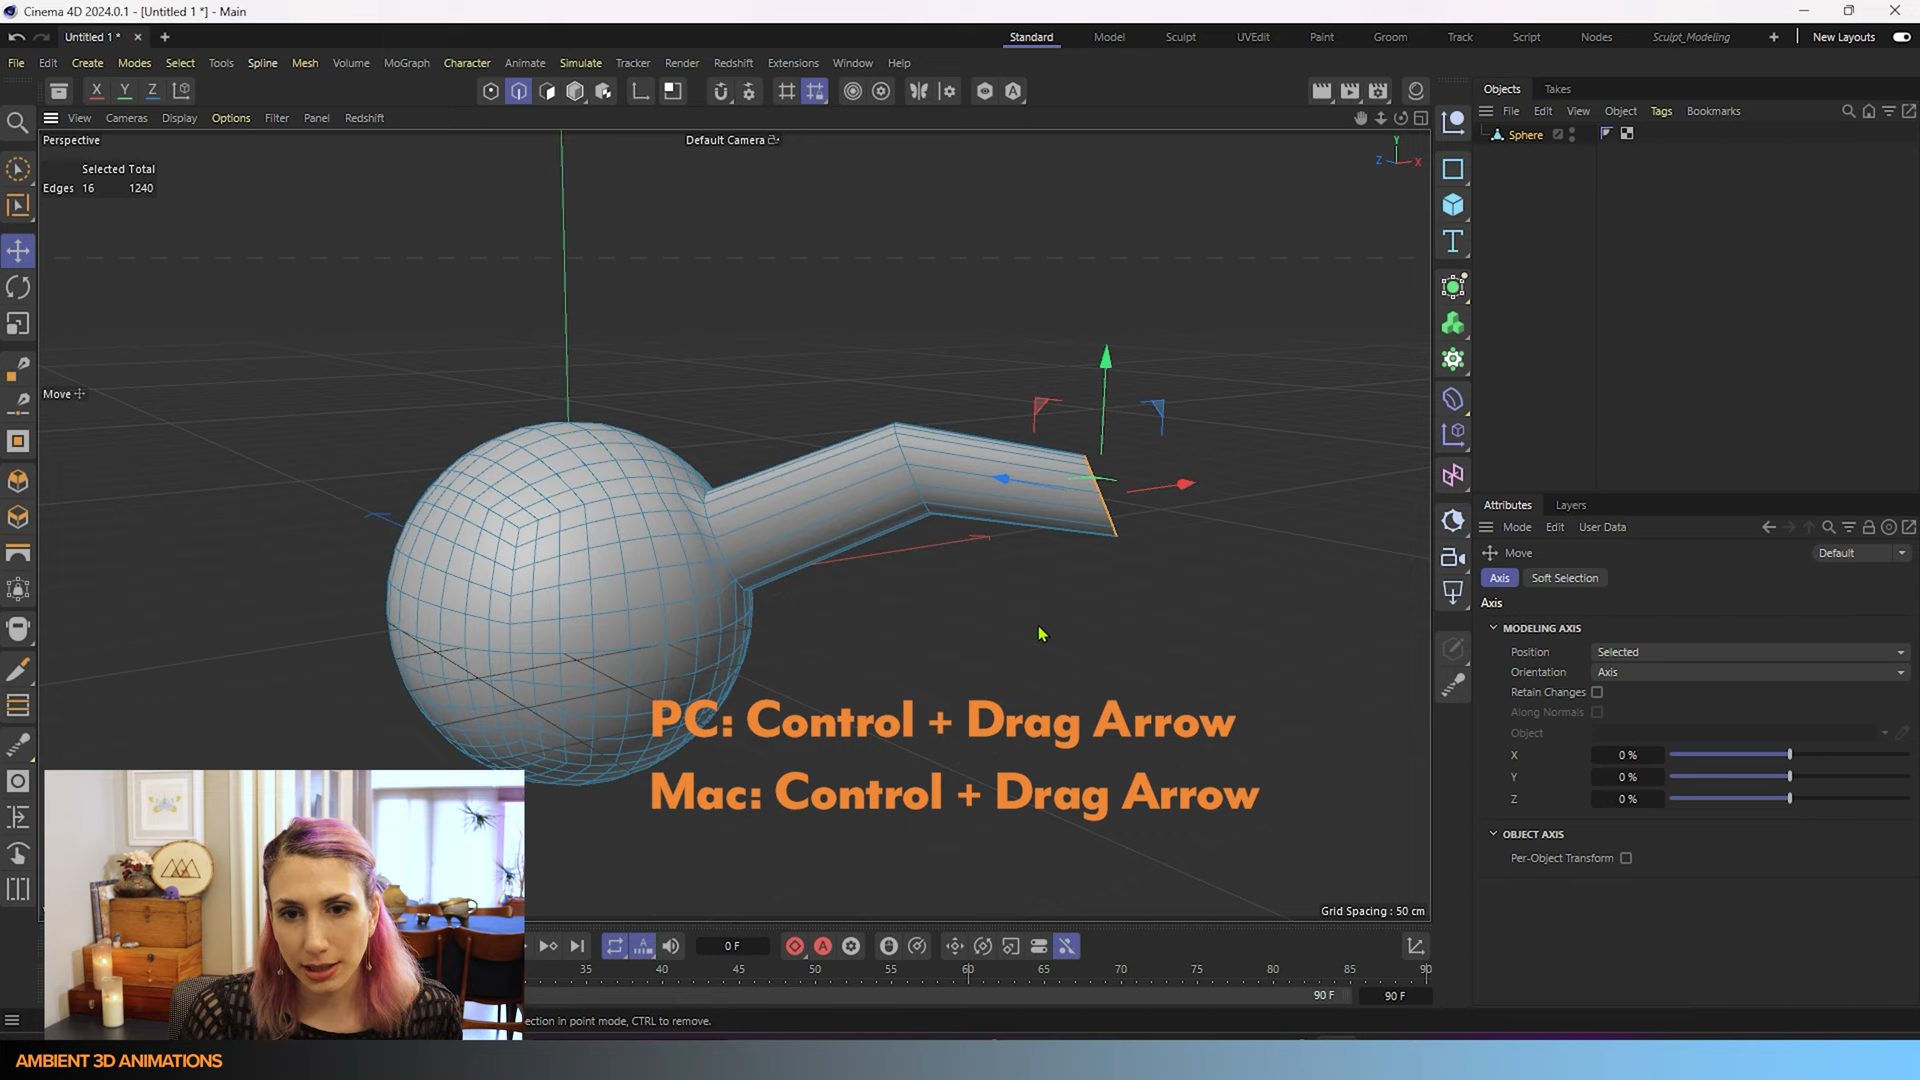 Cinema 4D 2024.0.1 - [Untitled 1 *] - Main
Untitled 1 *
Standard Model Sculpt UVEdit Paint Groom Track Script Nodes Sculpt_Modeling New Layouts
File Edit Create Modes Select Tools Spline Mesh Volume MoGraph Character Animate Simulate Tracker Render Redshift Extensions Window Help
X Y Z
Objects Takes
View Cameras Display Options Filter Panel Redshift
File Edit View Object Tags Bookmarks
Sphere
Perspective
Default Camera
Y
Z
X
Selected Total
Edges 16 1240
Move
PC: Control + Drag Arrow
Mac: Control + Drag Arrow
Grid Spacing : 50 cm
Attributes Layers
Mode Edit User Data
Move
Default
Axis Soft Selection
Axis
MODELING AXIS
Position Selected
Orientation Axis
Retain Changes
Along Normals
Object
X 0 %
Y 0 %
Z 0 %
OBJECT AXIS
Per-Object Transform
0 F
35 40 45 50 55 60 65 70 75 80 85 90
90 F 90 F
ection in point mode, CTRL to remove.
AMBIENT 3D ANIMATIONS